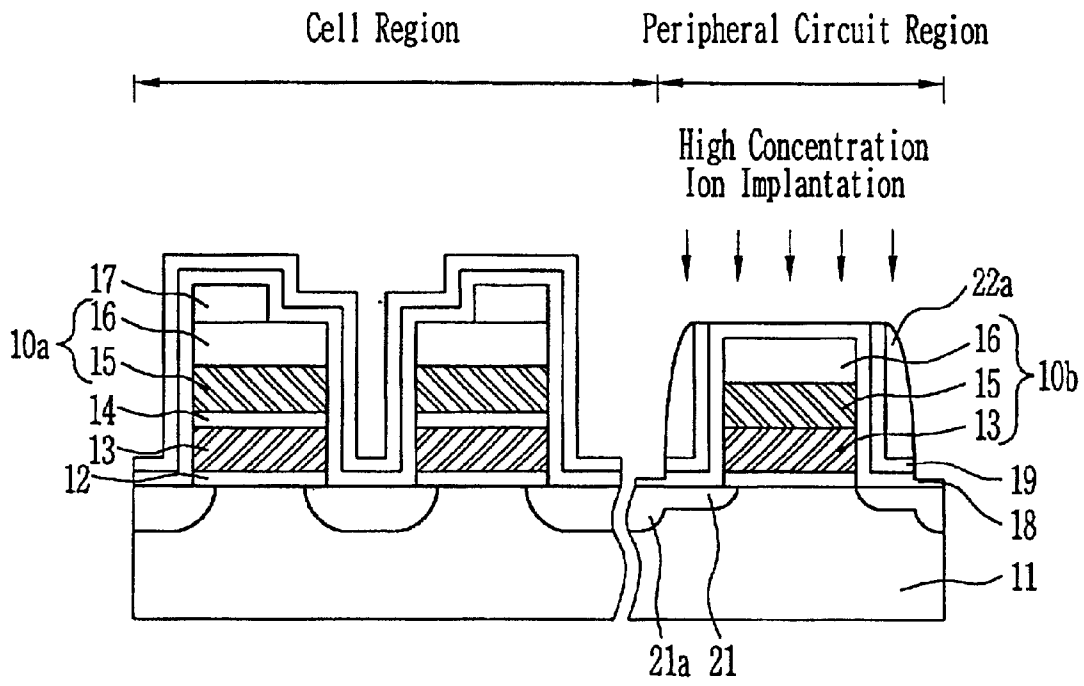 Cell Region
Peripheral Circuit Region
High Concentration
Ion Implantation
17
16
10a
15
14
13
12
22a
16
10b
15
13
19
18
11
21a
21